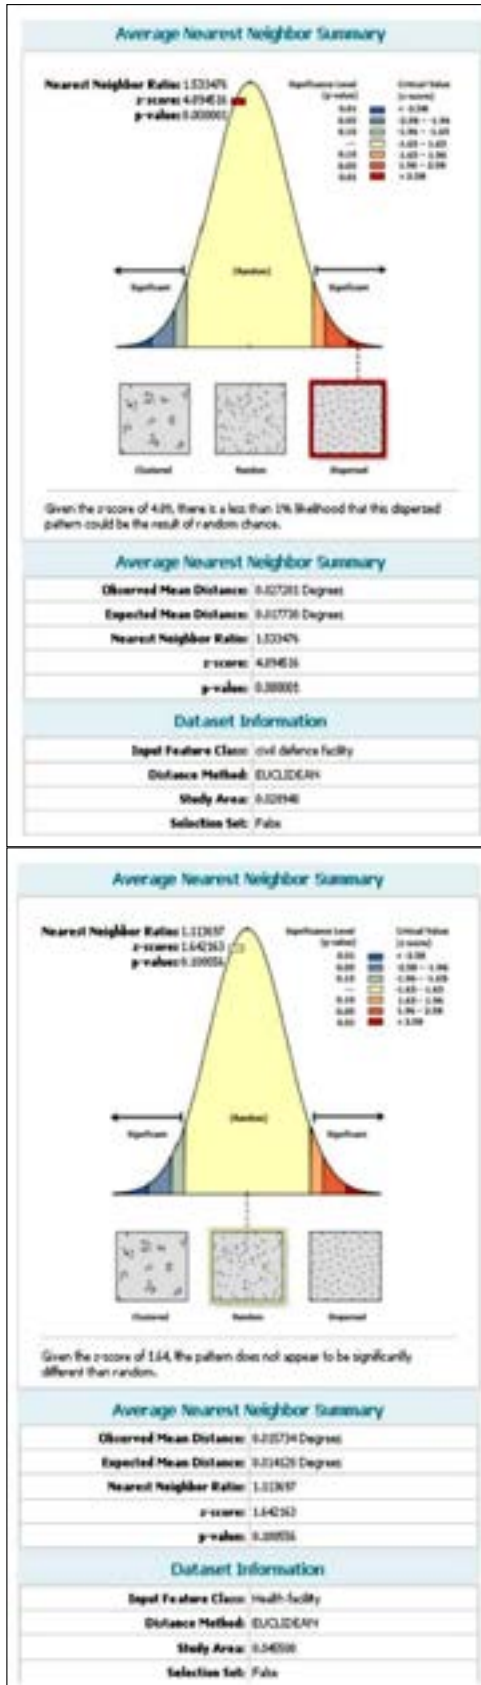 Average Nearest Neighbor Summary
Nearest Neighbor Ratio: 1.533476
z-score: 4.094516
p-value: 0.000001
Significance Level (p-value)
Critical Value (z-score)
0.01 < -2.58
0.05 -2.58 - -1.96
0.10 -1.96 - -1.65
--- -1.65 - 1.65
0.10 1.65 - 1.96
0.05 1.96 - 2.58
0.01 > 2.58
(Random)
Significant
Significant
Clustered
Random
Dispersed
Given the z-score of 4.09, there is a less than 1% likelihood that this dispersed
pattern could be the result of random chance.
Average Nearest Neighbor Summary
Observed Mean Distance: Degrees
Expected Mean Distance: Degrees
Nearest Neighbor Ratio: 1.533476
z-score: 4.094516
p-value: 0.000001
Dataset Information
Input Feature Class: civil defence facility
Distance Method: EUCLIDEAN
Study Area:
Selection Set: False
Average Nearest Neighbor Summary
Nearest Neighbor Ratio: 1.113697
z-score: 1.642163
p-value:
Significance Level (p-value)
Critical Value (z-score)
0.01 < -2.58
0.05 -2.58 - -1.96
0.10 -1.96 - -1.65
--- -1.65 - 1.65
0.10 1.65 - 1.96
0.05 1.96 - 2.58
0.01 > 2.58
(Random)
Significant
Significant
Clustered
Random
Dispersed
Given the z-score of 1.64, the pattern does not appear to be significantly
different than random.
Average Nearest Neighbor Summary
Observed Mean Distance: Degrees
Expected Mean Distance: Degrees
Nearest Neighbor Ratio: 1.113697
z-score: 1.642163
p-value:
Dataset Information
Input Feature Class: Health facility
Distance Method: EUCLIDEAN
Study Area:
Selection Set: False